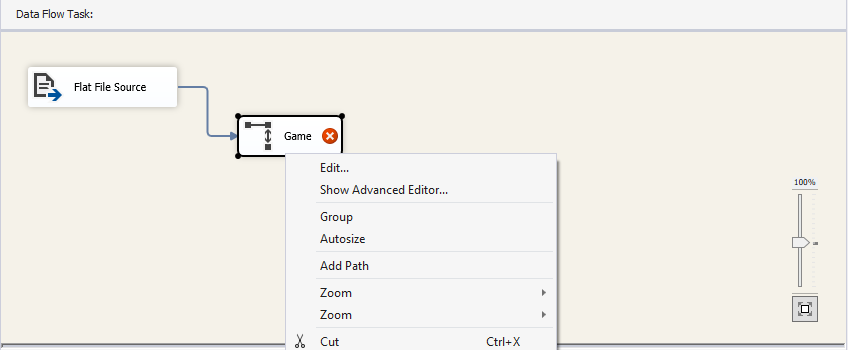 Data Flow Task:
Flat File Source
Game
Edit...
Show Advanced Editor...
Group
Autosize
Add Path
Zoom
Zoom
Cut Ctrl+X
100%